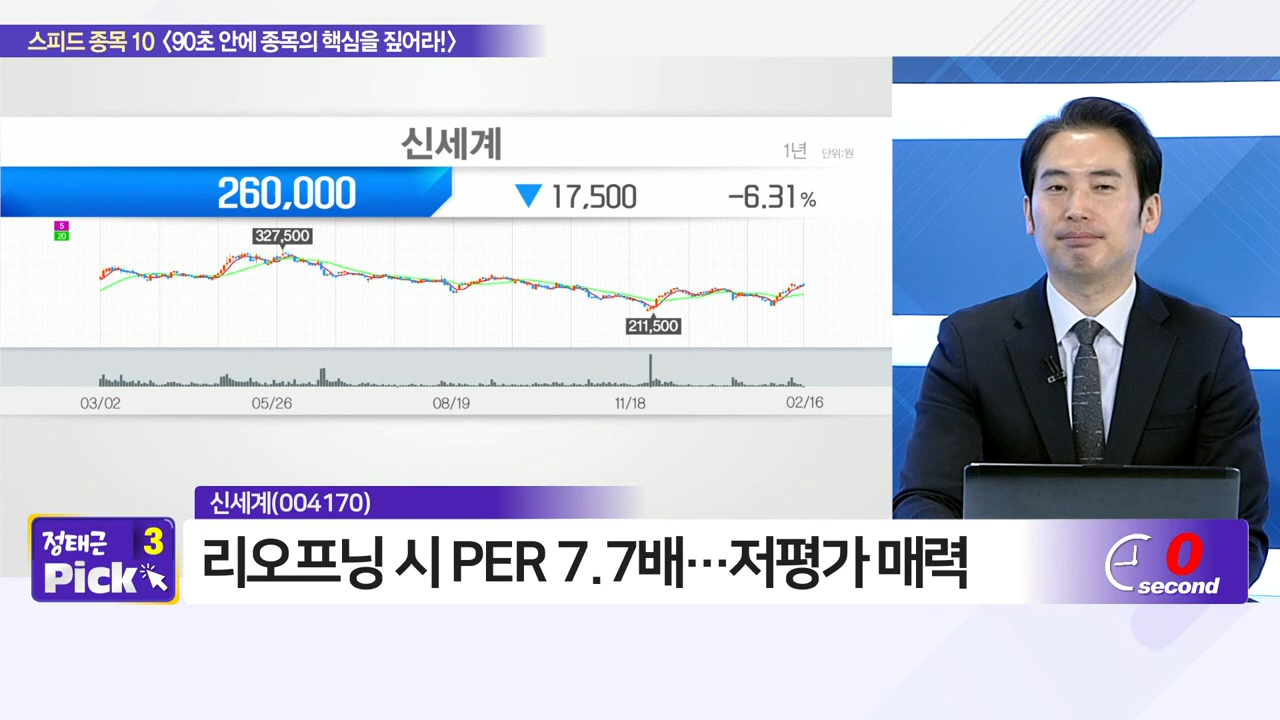 스피드 종목 10 〈90초 안에 종목의 핵심을 짚어라!〉
신세계
1년 단위:원
260,000 ▼ 17,500 -6.31%
5
20
327,500
211,500
03/02 05/26 08/19 11/18 02/16
신세계(004170)
정태근 3
Pick
리오프닝 시 PER 7.7배…저평가 매력
0
second